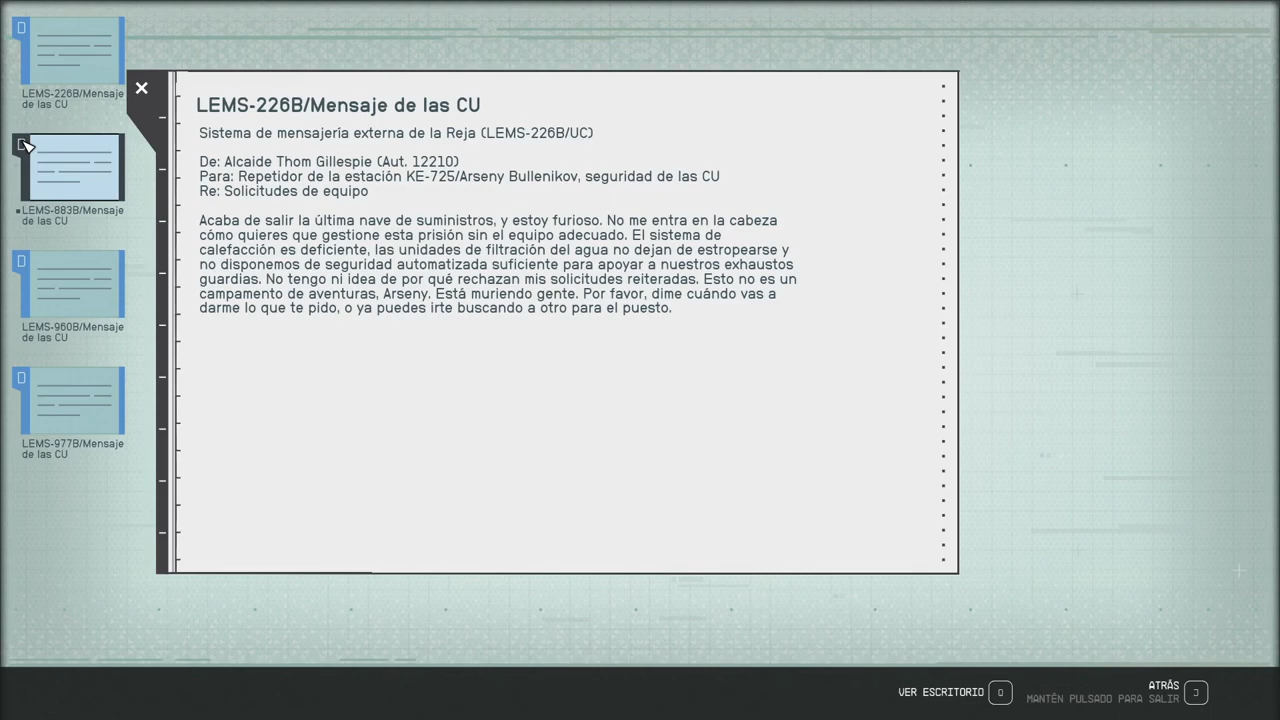 LEMS-226B/Mensaje
de las CU
LEMS-883B/Mensaje
de las CU
LEMS-960B/Mensaje
de las CU
LEMS-977B/Mensaje
de las CU
LEMS-226B/Mensaje de las CU
Sistema de mensajería externa de la Reja (LEMS-226B/UC)
De: Alcaide Thom Gillespie (Aut. 12210)
Para: Repetidor de la estación KE-725/Arseny Bullenikov, seguridad de las CU
Re: Solicitudes de equipo
Acaba de salir la última nave de suministros, y estoy furioso. No me entra en la cabeza
cómo quieres que gestione esta prisión sin el equipo adecuado. El sistema de
calefacción es deficiente, las unidades de filtración del agua no dejan de estropearse y
no disponemos de seguridad automatizada suficiente para apoyar a nuestros exhaustos
guardias. No tengo ni idea de por qué rechazan mis solicitudes reiteradas. Esto no es un
campamento de aventuras, Arseny. Está muriendo gente. Por favor, dime cuándo vas a
darme lo que te pido, o ya puedes irte buscando a otro para el puesto.
VER ESCRITORIO Q
ATRÁS
MANTÉN PULSADO PARA SALIR J